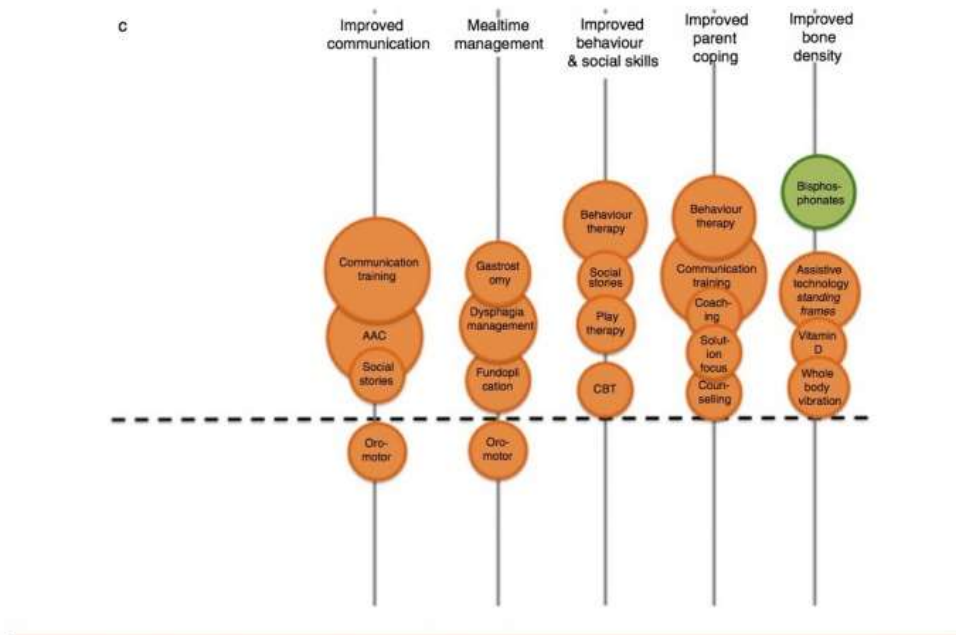 c
Improved
communication
Mealtime
management
Improved
behaviour
& social skills
Improved
parent
coping
Improved
bone
density
Communication
training
AAC
Social
stories
Oro-
motor
Gastrost
omy
Dysphagia
management
Fundopli
cation
Oro-
motor
Behaviour
therapy
Social
stories
Play
therapy
CBT
Behaviour
therapy
Communication
training
Coach-
ing
Solut-
ion
focus
Coun-
selling
Bisphos-
phonates
Assistive
technology
standing
frames
Vitamin
D
Whole
body
vibration